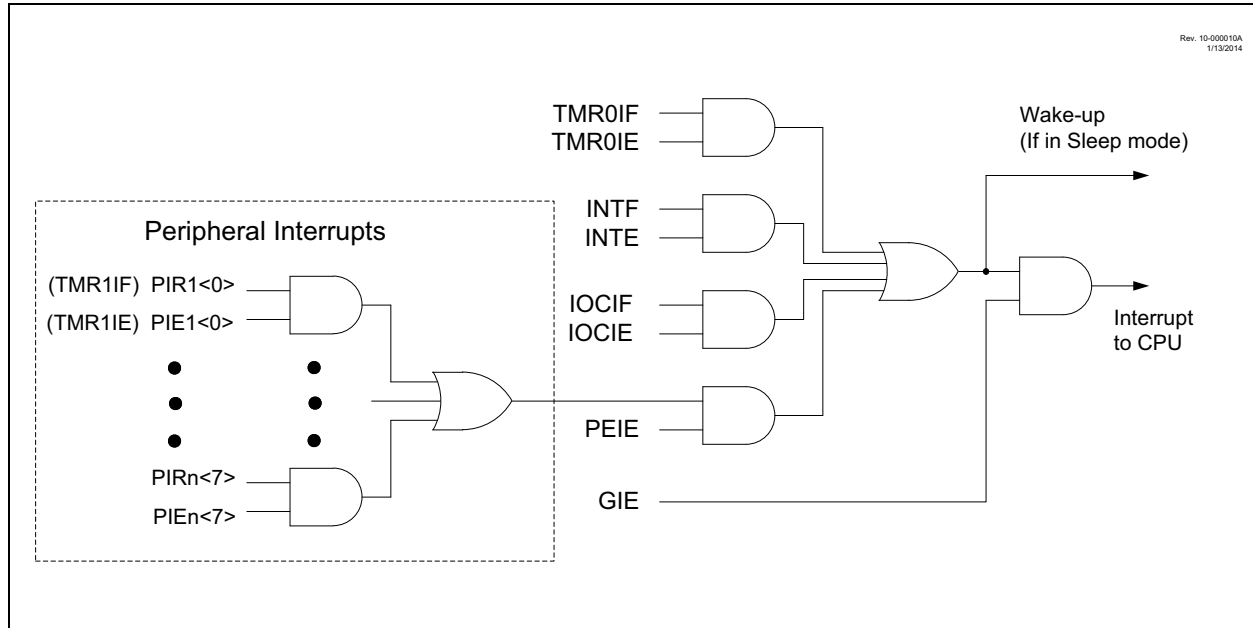 Rev. 10-000010A
1/13/2014
TMR0IF
TMR0IE
Wake-up
(If in Sleep mode)
INTF
INTE
Peripheral Interrupts
(TMR1IF) PIR1<0>
(TMR1IE) PIE1<0>
IOCIF
IOCIE
Interrupt
to CPU
PEIE
PIRn<7>
PIEn<7>
GIE